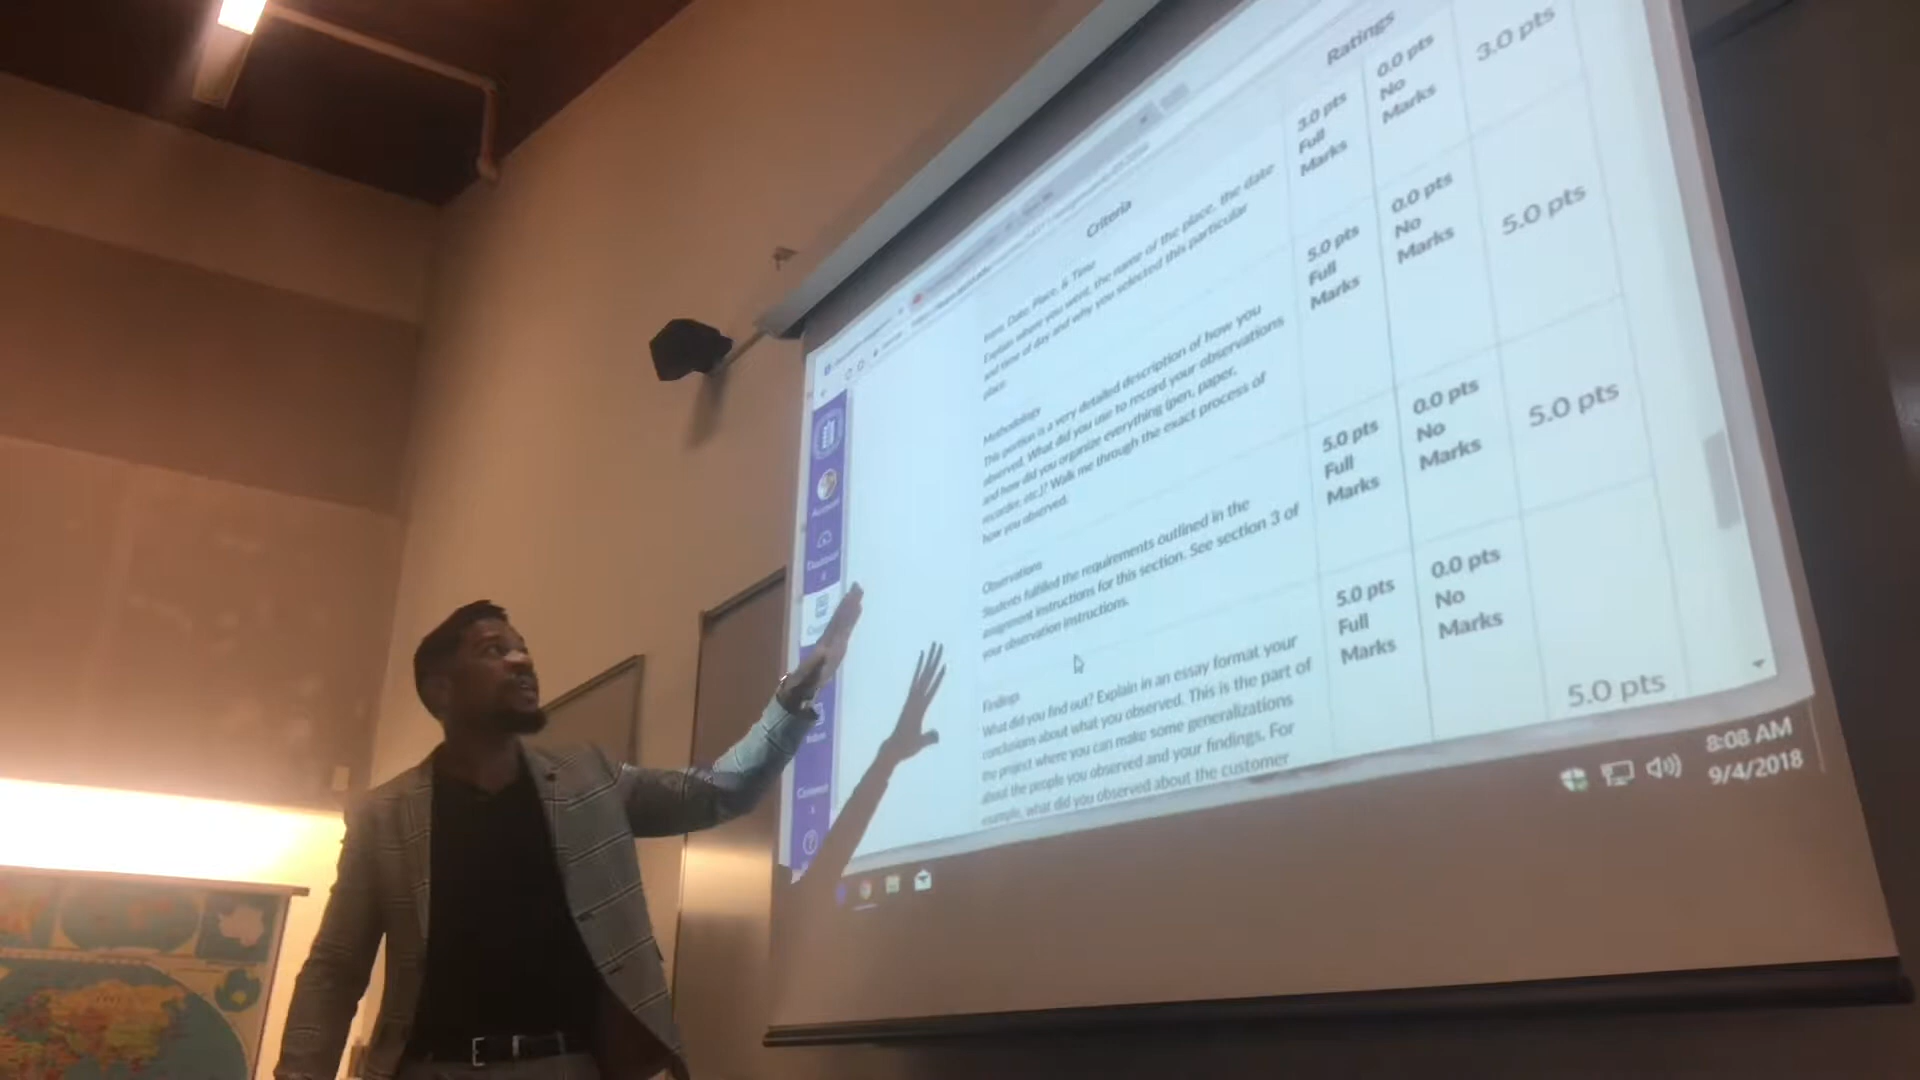 Criteria
Ratings
Intro, Date, Place, & Time
Explain where you went, the name of the place, the date
and time of day and why you selected this particular
place.
3.0 pts
Full
Marks
0.0 pts
No
Marks
3.0 pts
Methodology
This portion is a very detailed description of how you
observed. What did you use to record your observations
and how did you organize everything (pen, paper,
recorder, etc.)? Walk me through the exact process of
how you observed.
5.0 pts
Full
Marks
0.0 pts
No
Marks
5.0 pts
Observations
Students fulfilled the requirements outlined in the
assignment instructions for this section. See section 3 of
your observation instructions.
5.0 pts
Full
Marks
0.0 pts
No
Marks
5.0 pts
Findings
What did you find out? Explain in an essay format your
conclusions about what you observed. This is the part of
the project where you can make some generalizations
about the people you observed and your findings. For
example, what did you observed about the customer
5.0 pts
Full
Marks
0.0 pts
No
Marks
5.0 pts
Account
8:08 AM
9/4/2018